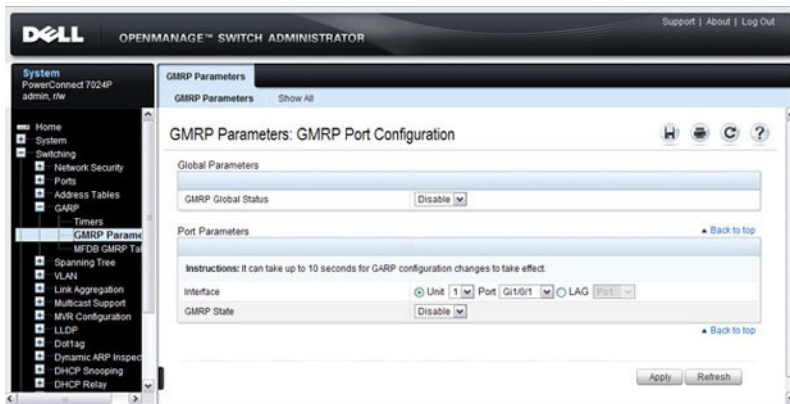 Support | About | Log Out
DELL OPENMANAGE™ SWITCH ADMINISTRATOR
System
PowerConnect 7024P
admin, r/w
Home
System
Switching
Network Security
Ports
Address Tables
GARP
Timers
GMRP Parame
MFDB GMRP Tal
Spanning Tree
VLAN
Link Aggregation
Multicast Support
MVR Configuration
LLDP
Dot1ag
Dynamic ARP Inspec
DHCP Snooping
DHCP Relay
GMRP Parameters
GMRP Parameters Show All
GMRP Parameters: GMRP Port Configuration
Global Parameters
GMRP Global Status Disable
Port Parameters Back to top
Instructions: It can take up to 10 seconds for GARP configuration changes to take effect.
Interface Unit 1 Port Gi1/0/1 LAG Po1
GMRP State Disable
Back to top
Apply Refresh